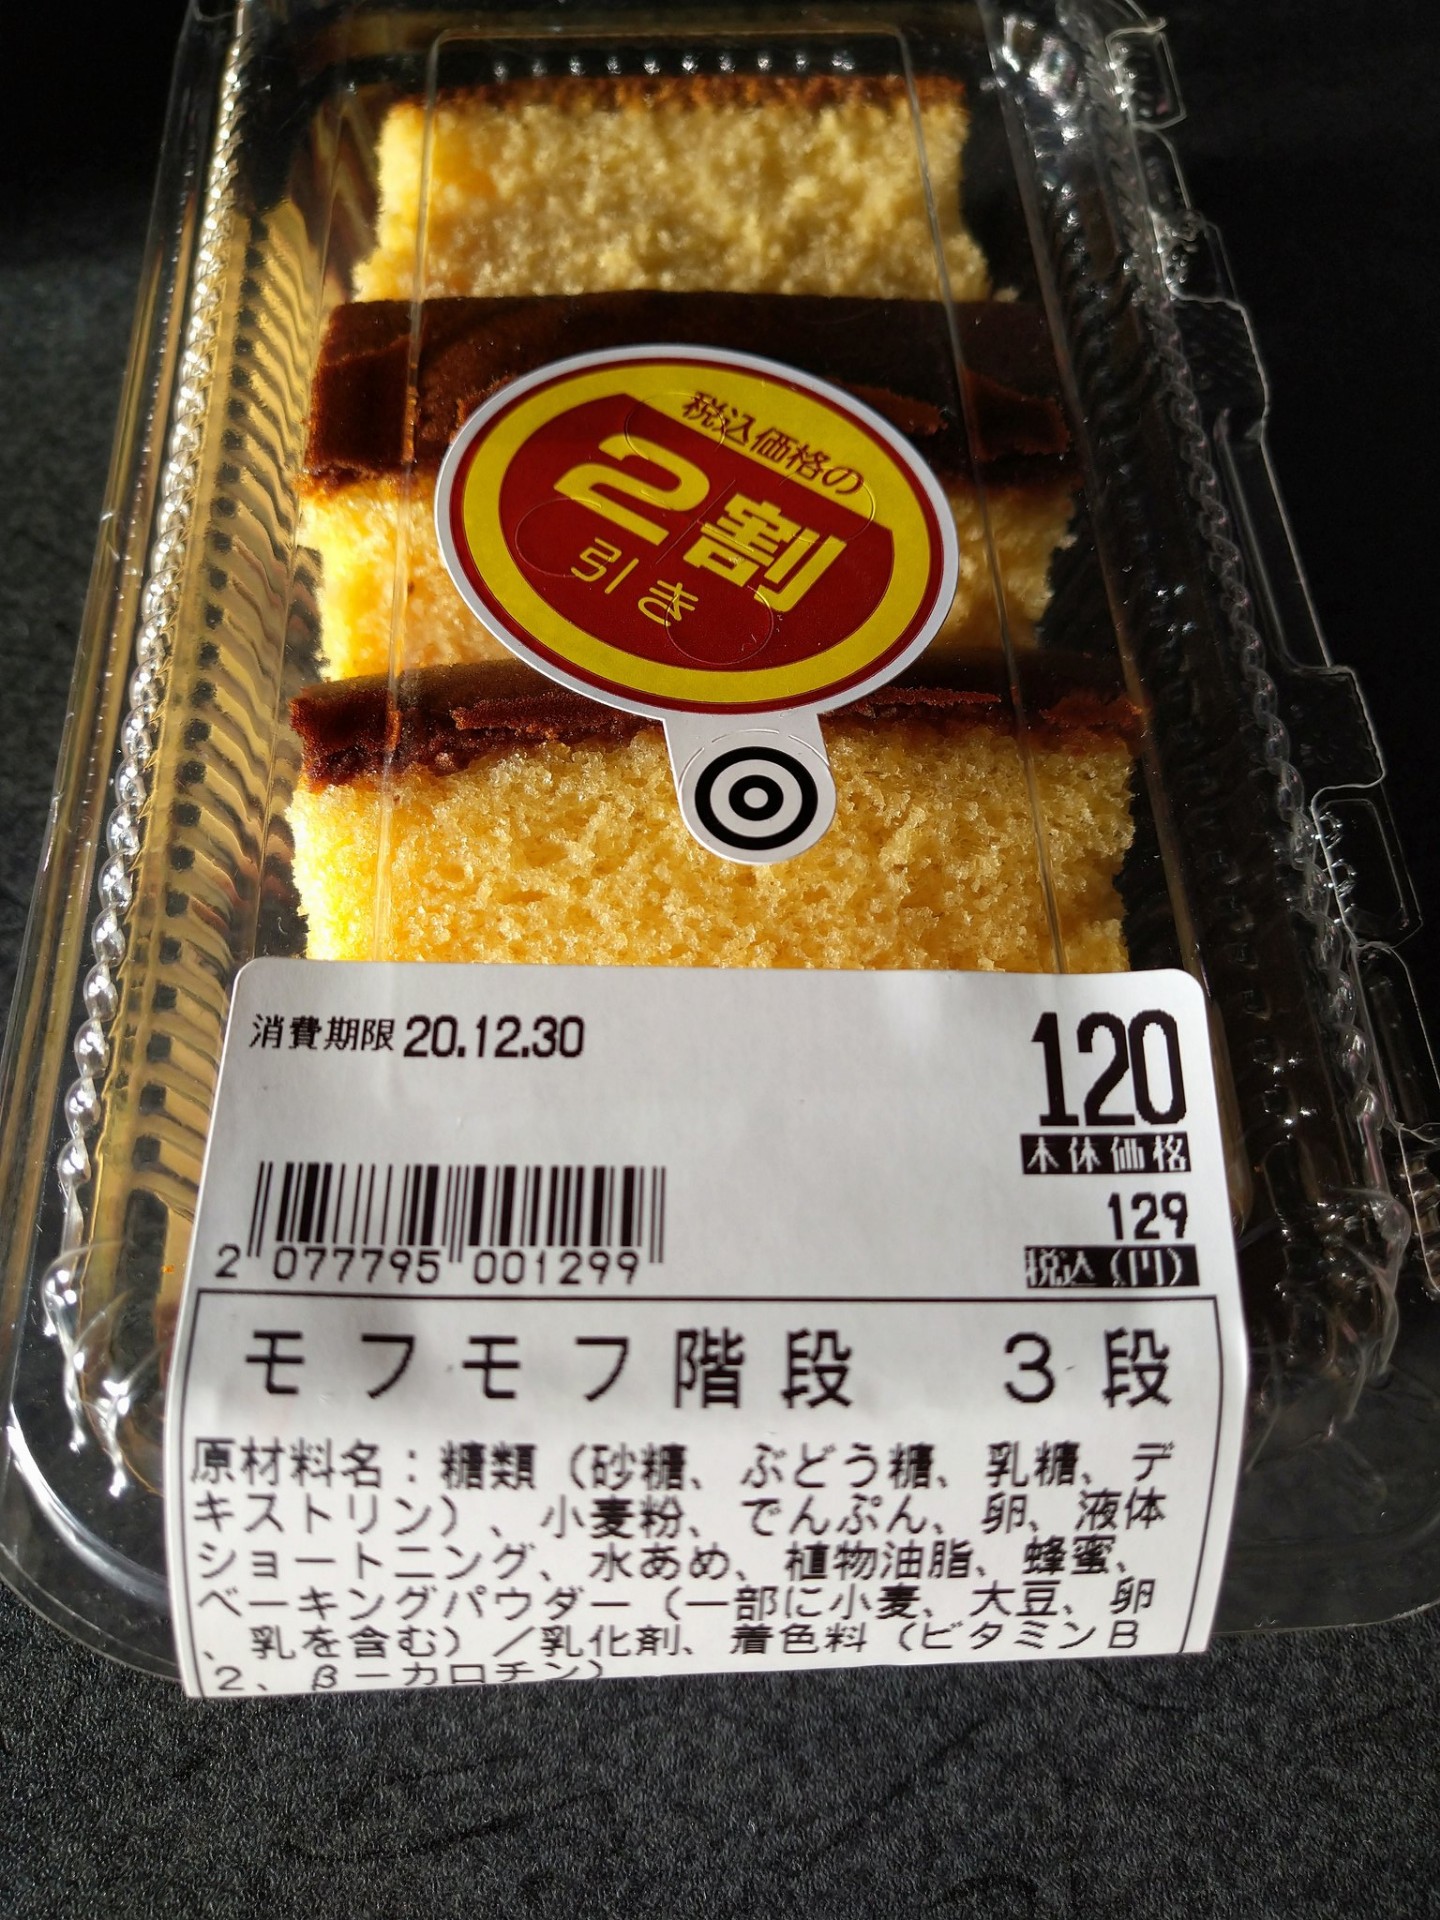 税込価格の
2割
引き
消費期限 20.12.30
120
本体価格
129
税込(円)
2 077795 001299
モフモフ階段 3段
原材料名：糖類（砂糖、ぶどう糖、乳糖、デ
キストリン）、小麦粉、でんぷん、卵、液体
ショートニング、水あめ、植物油脂、蜂蜜、
ベーキングパウダー（一部に小麦、大豆、卵
、乳を含む）／乳化剤、着色料（ビタミンB
2、β－カロチン）